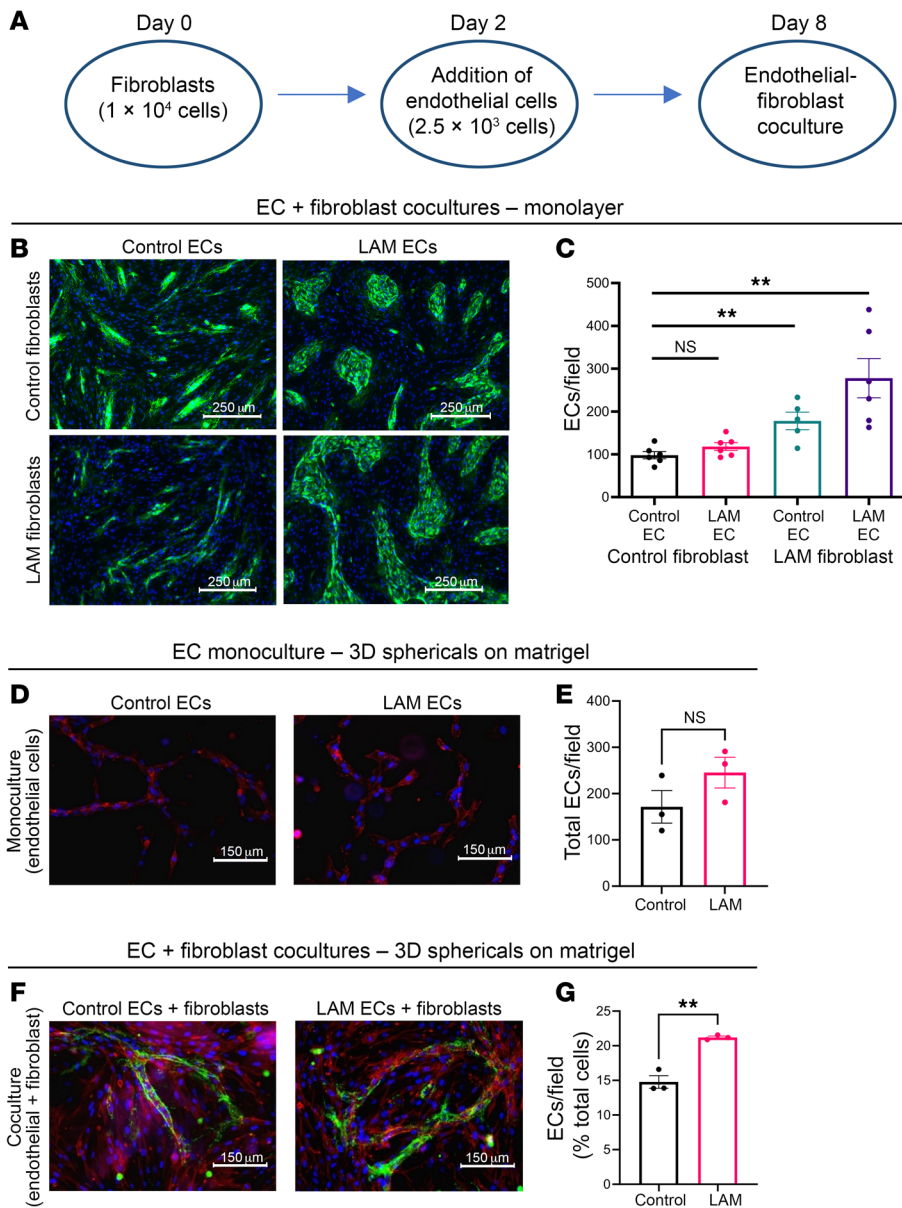 A
Day 0
Day 2
Day 8
Fibroblasts
(1 × 10⁴ cells)
Addition of
endothelial cells
(2.5 × 10³ cells)
Endothelial-
fibroblast
coculture
EC + fibroblast cocultures – monolayer
B
Control ECs
LAM ECs
Control fibroblasts
250 μm
250 μm
LAM fibroblasts
250 μm
250 μm
C
ECs/field
500
400
300
200
100
0
**
**
NS
Control
EC
LAM
EC
Control
EC
LAM
EC
Control fibroblast
LAM fibroblast
EC monoculture – 3D sphericals on matrigel
D
Control ECs
LAM ECs
Monoculture
(endothelial cells)
150 μm
150 μm
E
Total ECs/field
400
300
200
100
0
NS
Control
LAM
EC + fibroblast cocultures – 3D sphericals on matrigel
F
Control ECs + fibroblasts
LAM ECs + fibroblasts
Coculture
(endothelial + fibroblast)
150 μm
150 μm
G
ECs/field
(% total cells)
25
20
15
10
5
0
**
Control
LAM